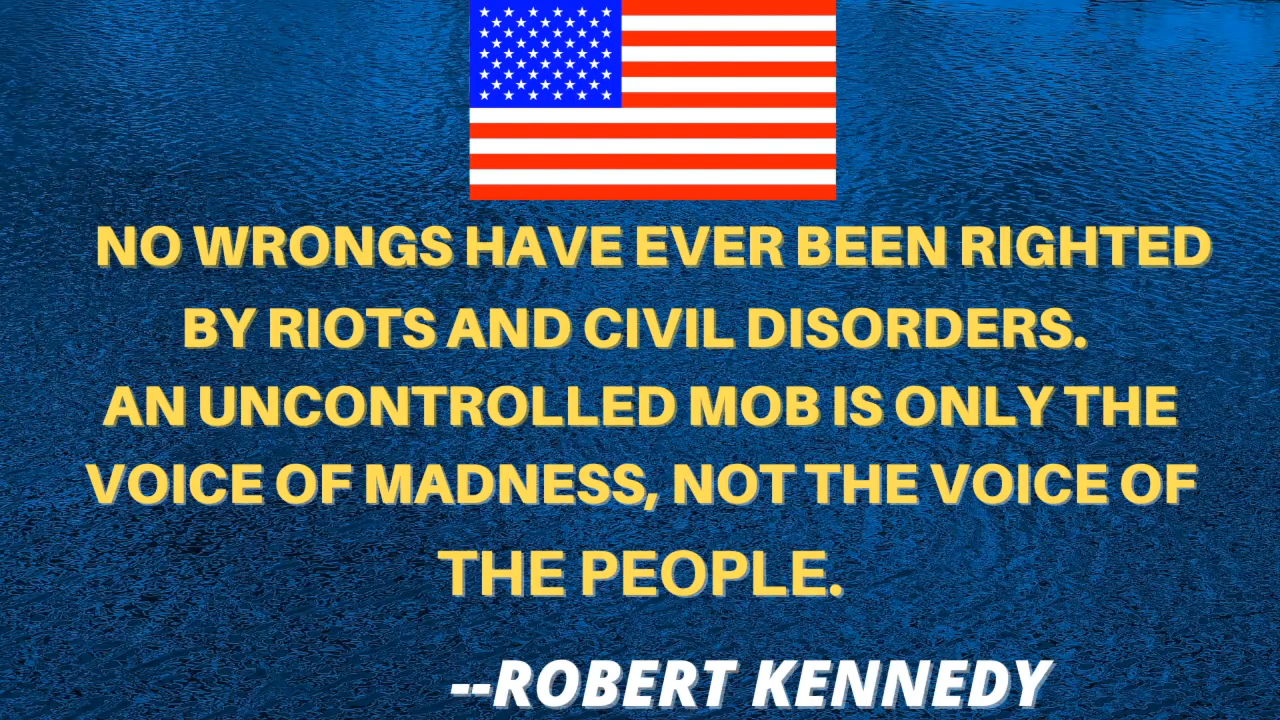 NO WRONGS HAVE EVER BEEN RIGHTED
BY RIOTS AND CIVIL DISORDERS.
AN UNCONTROLLED MOB IS ONLY THE
VOICE OF MADNESS, NOT THE VOICE OF
THE PEOPLE.
--ROBERT KENNEDY